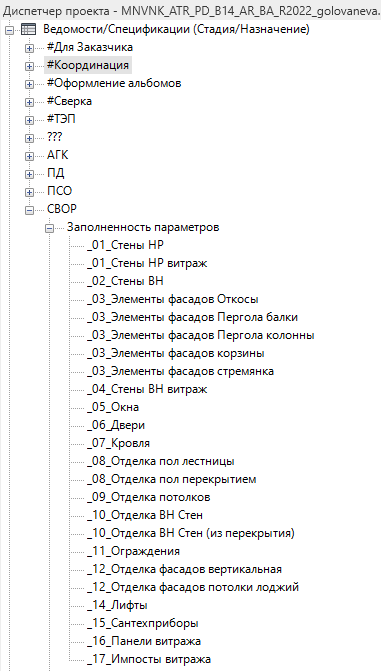 Диспетчер проекта - MNVNK_ATR_PD_B14_AR_BA_R2022_golovaneva.
Ведомости/Спецификации (Стадия/Назначение)
#Для Заказчика
#Координация
#Оформление альбомов
#Сверка
#ТЭП
???
АГК
ПД
ПСО
СВОР
Заполненность параметров
_01_Стены НР
_01_Стены НР витраж
_02_Стены ВН
_03_Элементы фасадов Откосы
_03_Элементы фасадов Пергола балки
_03_Элементы фасадов Пергола колонны
_03_Элементы фасадов корзины
_03_Элементы фасадов стремянка
_04_Стены ВН витраж
_05_Окна
_06_Двери
_07_Кровля
_08_Отделка пол лестницы
_08_Отделка пол перекрытием
_09_Отделка потолков
_10_Отделка ВН Стен
_10_Отделка ВН Стен (из перекрытия)
_11_Ограждения
_12_Отделка фасадов вертикальная
_12_Отделка фасадов потолки лоджий
_14_Лифты
_15_Сантехприборы
_16_Панели витража
_17_Импосты витража